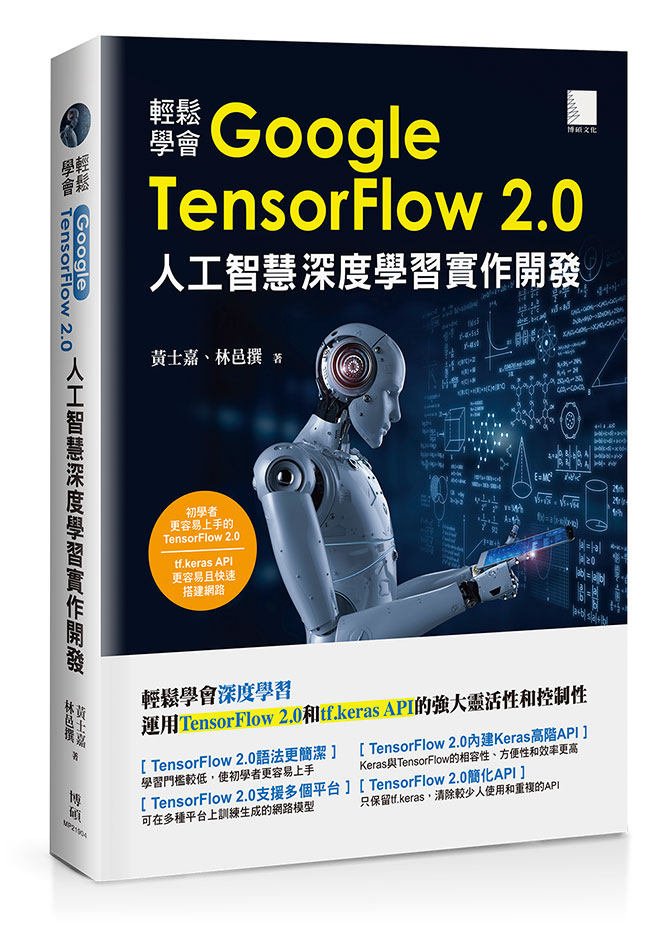 輕鬆
學會
Google
TensorFlow 2.0
人工智慧深度學習實作開發
博碩文化
黃士嘉、林邑撰 著
初學者
更容易上手的
TensorFlow 2.0
tf.keras API
更容易且快速
搭建網路
輕鬆學會深度學習
運用TensorFlow 2.0和tf.keras API的強大靈活性和控制性
[ TensorFlow 2.0語法更簡潔 ]
學習門檻較低，使初學者更容易上手
[ TensorFlow 2.0支援多個平台 ]
可在多種平台上訓練生成的網路模型
[ TensorFlow 2.0內建Keras高階API ]
Keras與TensorFlow的相容性、方便性和效率更高
[ TensorFlow 2.0簡化API ]
只保留tf.keras，清除較少人使用和重複的API
輕鬆
學會
Google
TensorFlow 2.0
人工智慧深度學習實作開發
黃士嘉
林邑撰
著
博碩
MP21904